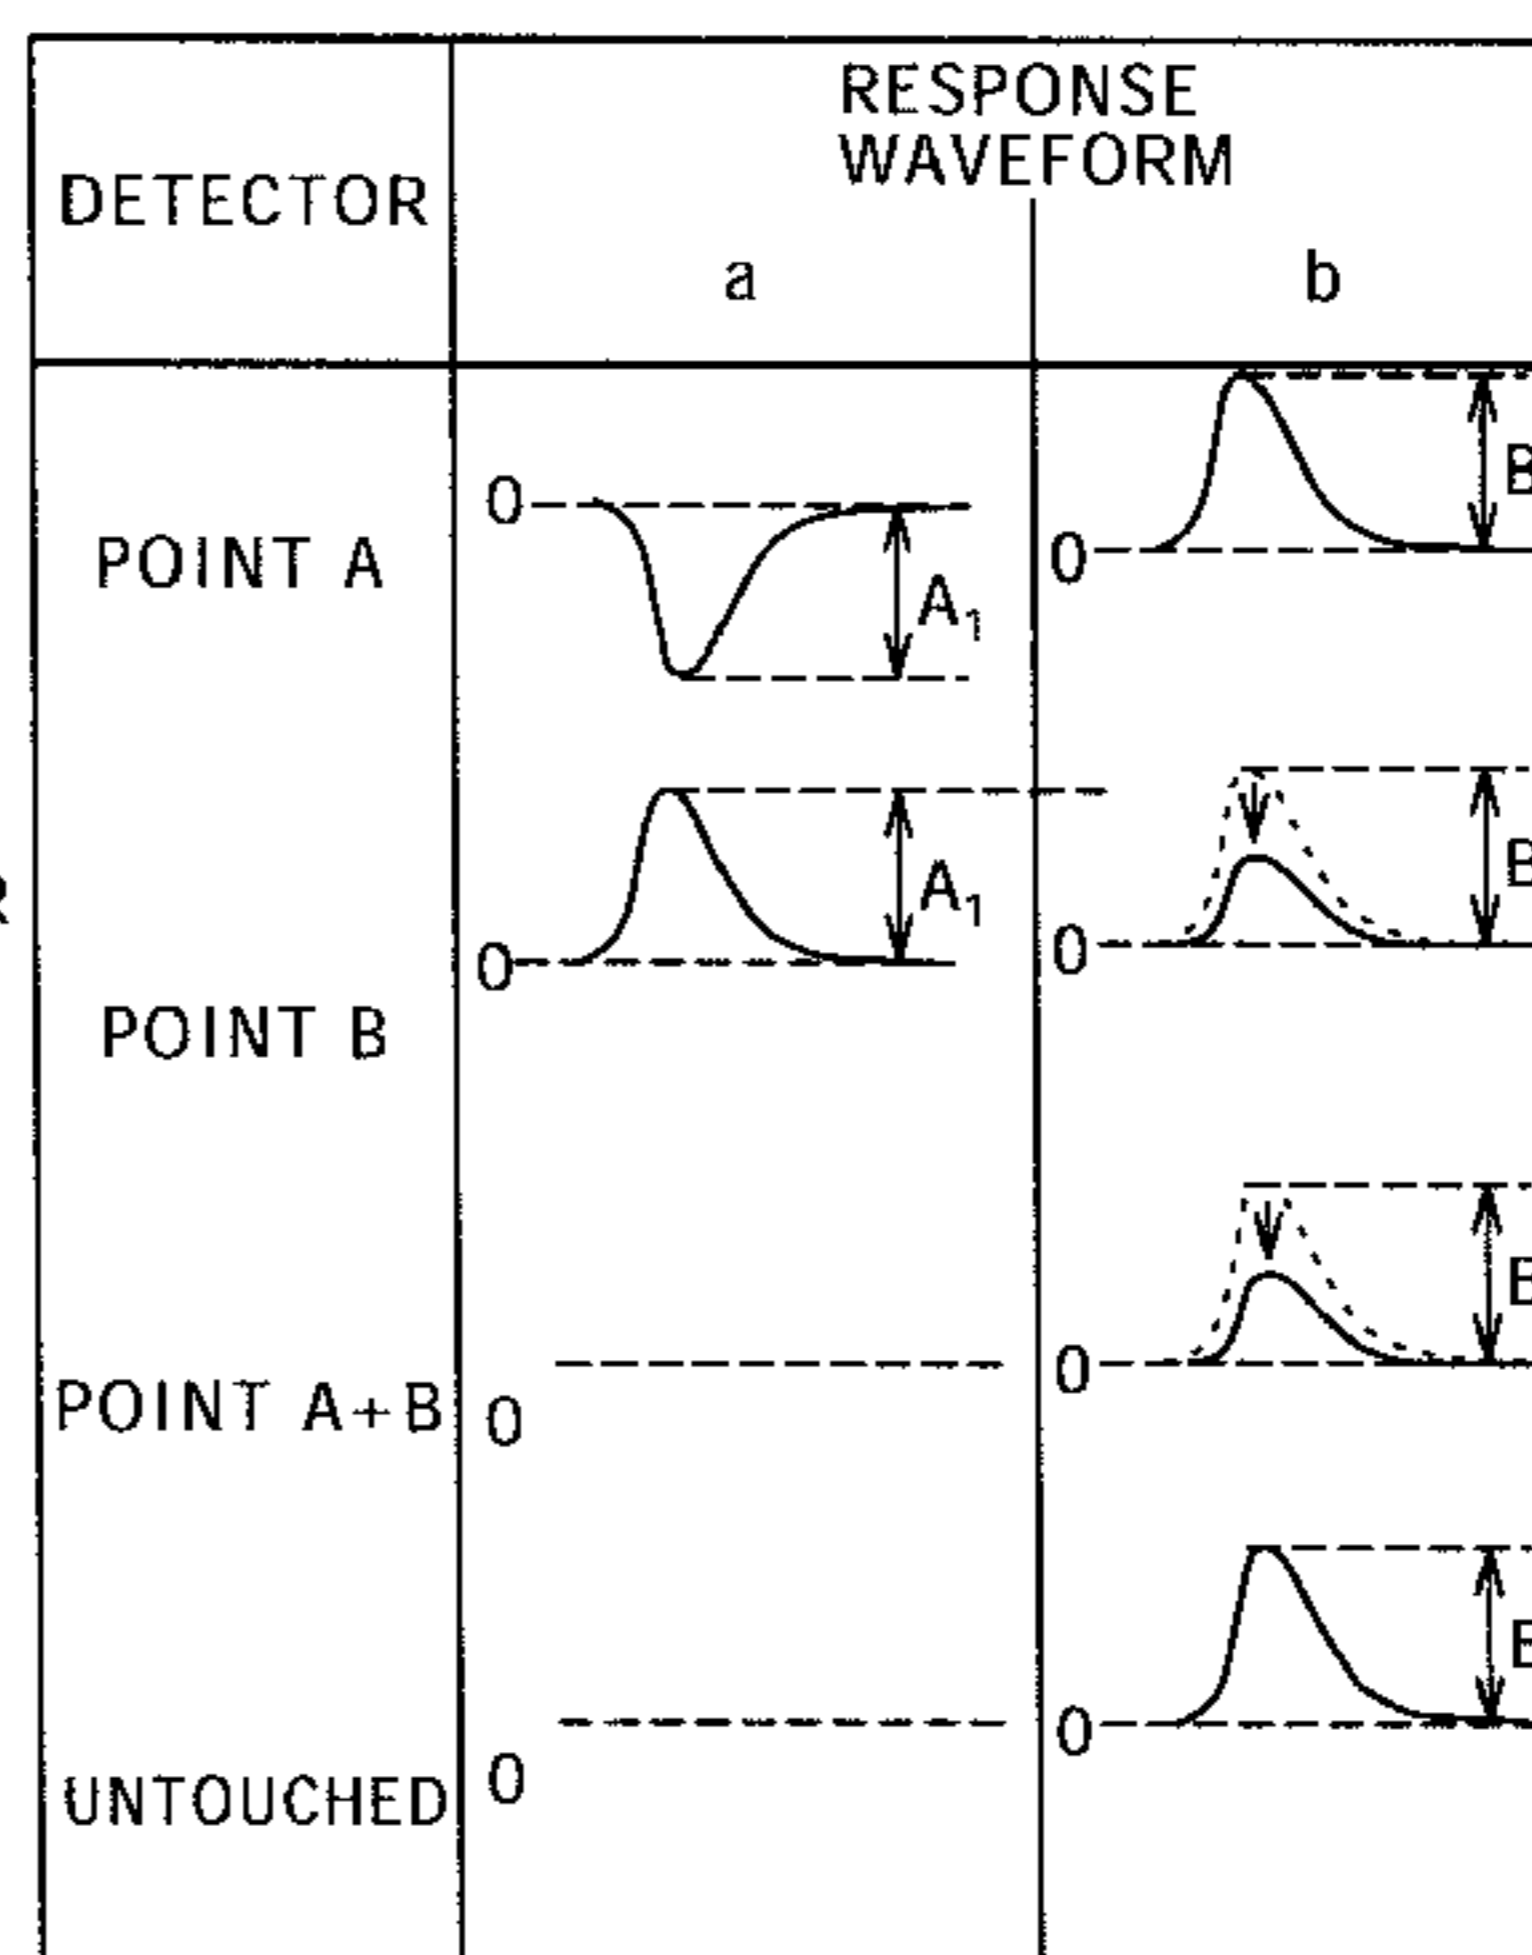 RESPONSE
WAVEFORM
DETECTOR
a b
0 B
POINT A 0
A₁
B
A₁
0 0
POINT B
B
0
POINT A+B 0
0
UNTOUCHED 0